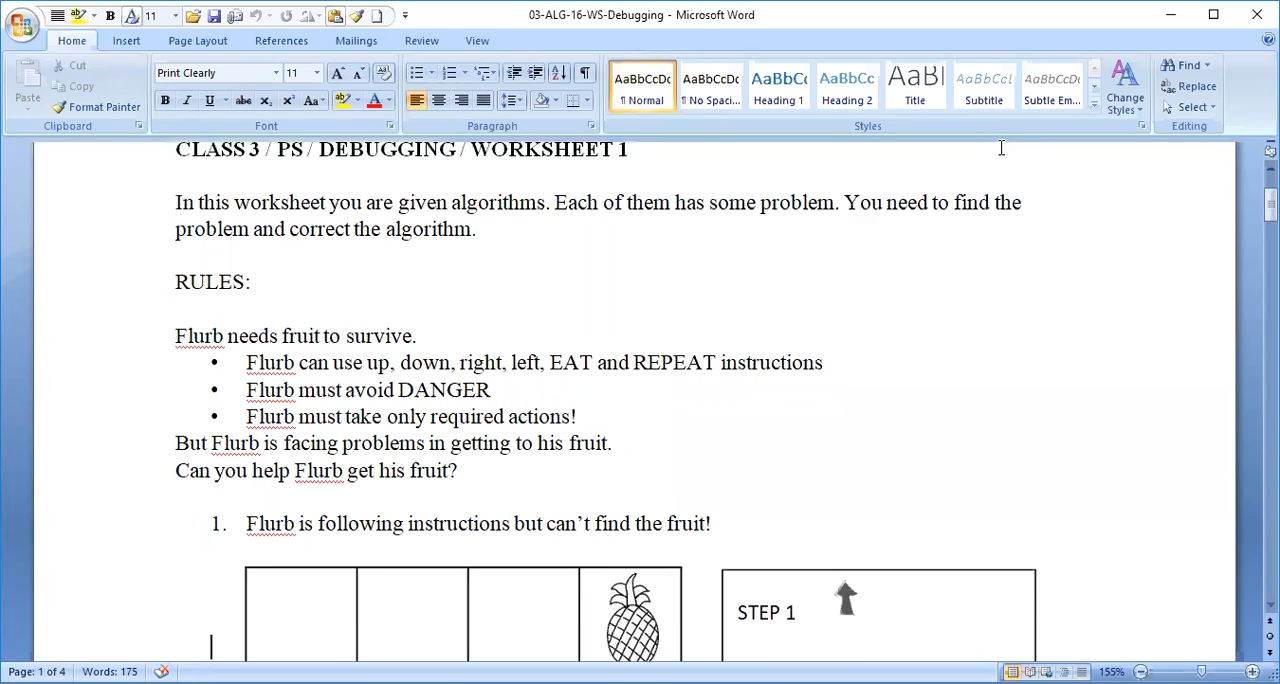 11
03-ALG-16-WS-Debugging - Microsoft Word
Home Insert Page Layout References Mailings Review View
Paste
Cut
Copy
Format Painter
Clipboard
Print Clearly 11
B I U abc x₂ x² Aa
Font
Paragraph
AaBbCcDc AaBbCcDc AaBbCc AaBbCc AaBl AaBbCcl AaBbCcDc
¶ Normal ¶ No Spaci... Heading 1 Heading 2 Title Subtitle Subtle Em...
Styles
Change
Styles
Find
Replace
Select
Editing
CLASS 3 / PS / DEBUGGING / WORKSHEET 1
In this worksheet you are given algorithms. Each of them has some problem. You need to find the
problem and correct the algorithm.
RULES:
Flurb needs fruit to survive.
• Flurb can use up, down, right, left, EAT and REPEAT instructions
• Flurb must avoid DANGER
• Flurb must take only required actions!
But Flurb is facing problems in getting to his fruit.
Can you help Flurb get his fruit?
1. Flurb is following instructions but can’t find the fruit!
STEP 1
Page: 1 of 4 Words: 175
155%